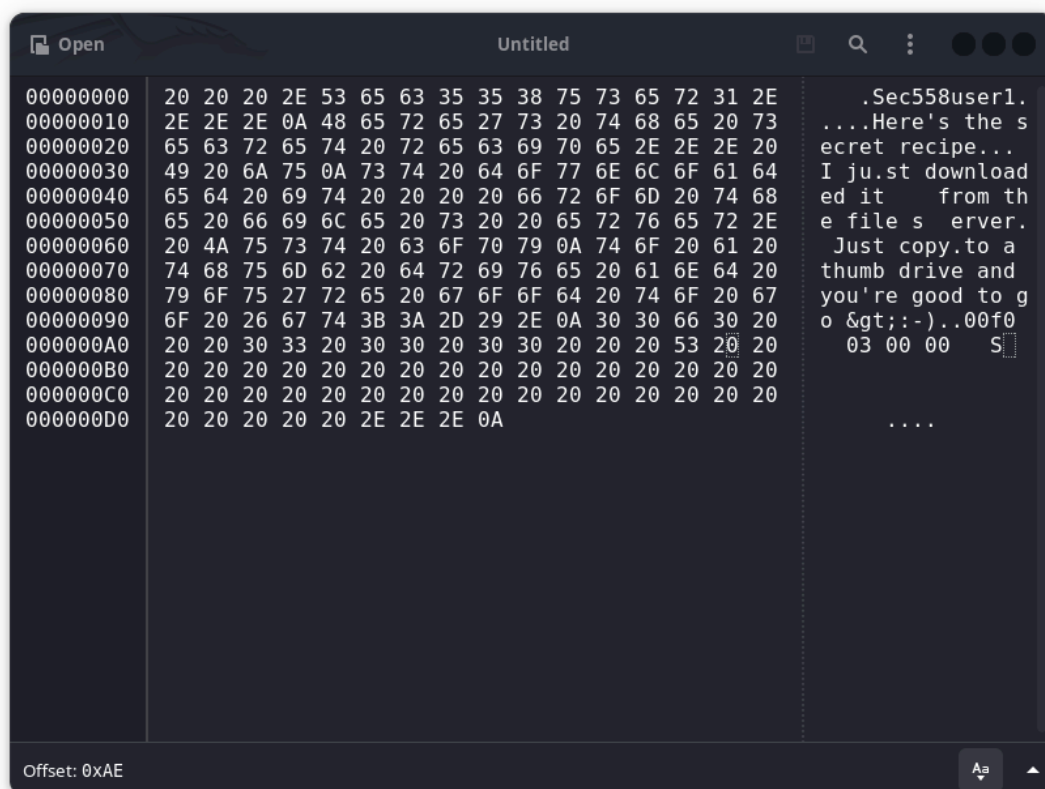 Open Untitled
00000000 20 20 20 2E 53 65 63 35 35 38 75 73 65 72 31 2E    .Sec558user1.
00000010 2E 2E 2E 0A 48 65 72 65 27 73 20 74 68 65 20 73 ....Here's the s
00000020 65 63 72 65 74 20 72 65 63 69 70 65 2E 2E 2E 20 ecret recipe...
00000030 49 20 6A 75 0A 73 74 20 64 6F 77 6E 6C 6F 61 64 I ju.st download
00000040 65 64 20 69 74 20 20 20 20 66 72 6F 6D 20 74 68 ed it    from th
00000050 65 20 66 69 6C 65 20 73 20 20 65 72 76 65 72 2E e file s  erver.
00000060 20 4A 75 73 74 20 63 6F 70 79 0A 74 6F 20 61 20  Just copy.to a
00000070 74 68 75 6D 62 20 64 72 69 76 65 20 61 6E 64 20 thumb drive and
00000080 79 6F 75 27 72 65 20 67 6F 6F 64 20 74 6F 20 67 you're good to g
00000090 6F 20 26 67 74 3B 3A 2D 29 2E 0A 30 30 66 30 20 o &gt;:-)..00f0
000000A0 20 20 30 33 20 30 30 20 30 30 20 20 20 53 20 20   03 00 00   S
000000B0 20 20 20 20 20 20 20 20 20 20 20 20 20 20 20 20
000000C0 20 20 20 20 20 20 20 20 20 20 20 20 20 20 20 20
000000D0 20 20 20 20 20 2E 2E 2E 0A      ....
Offset: 0xAE Aa